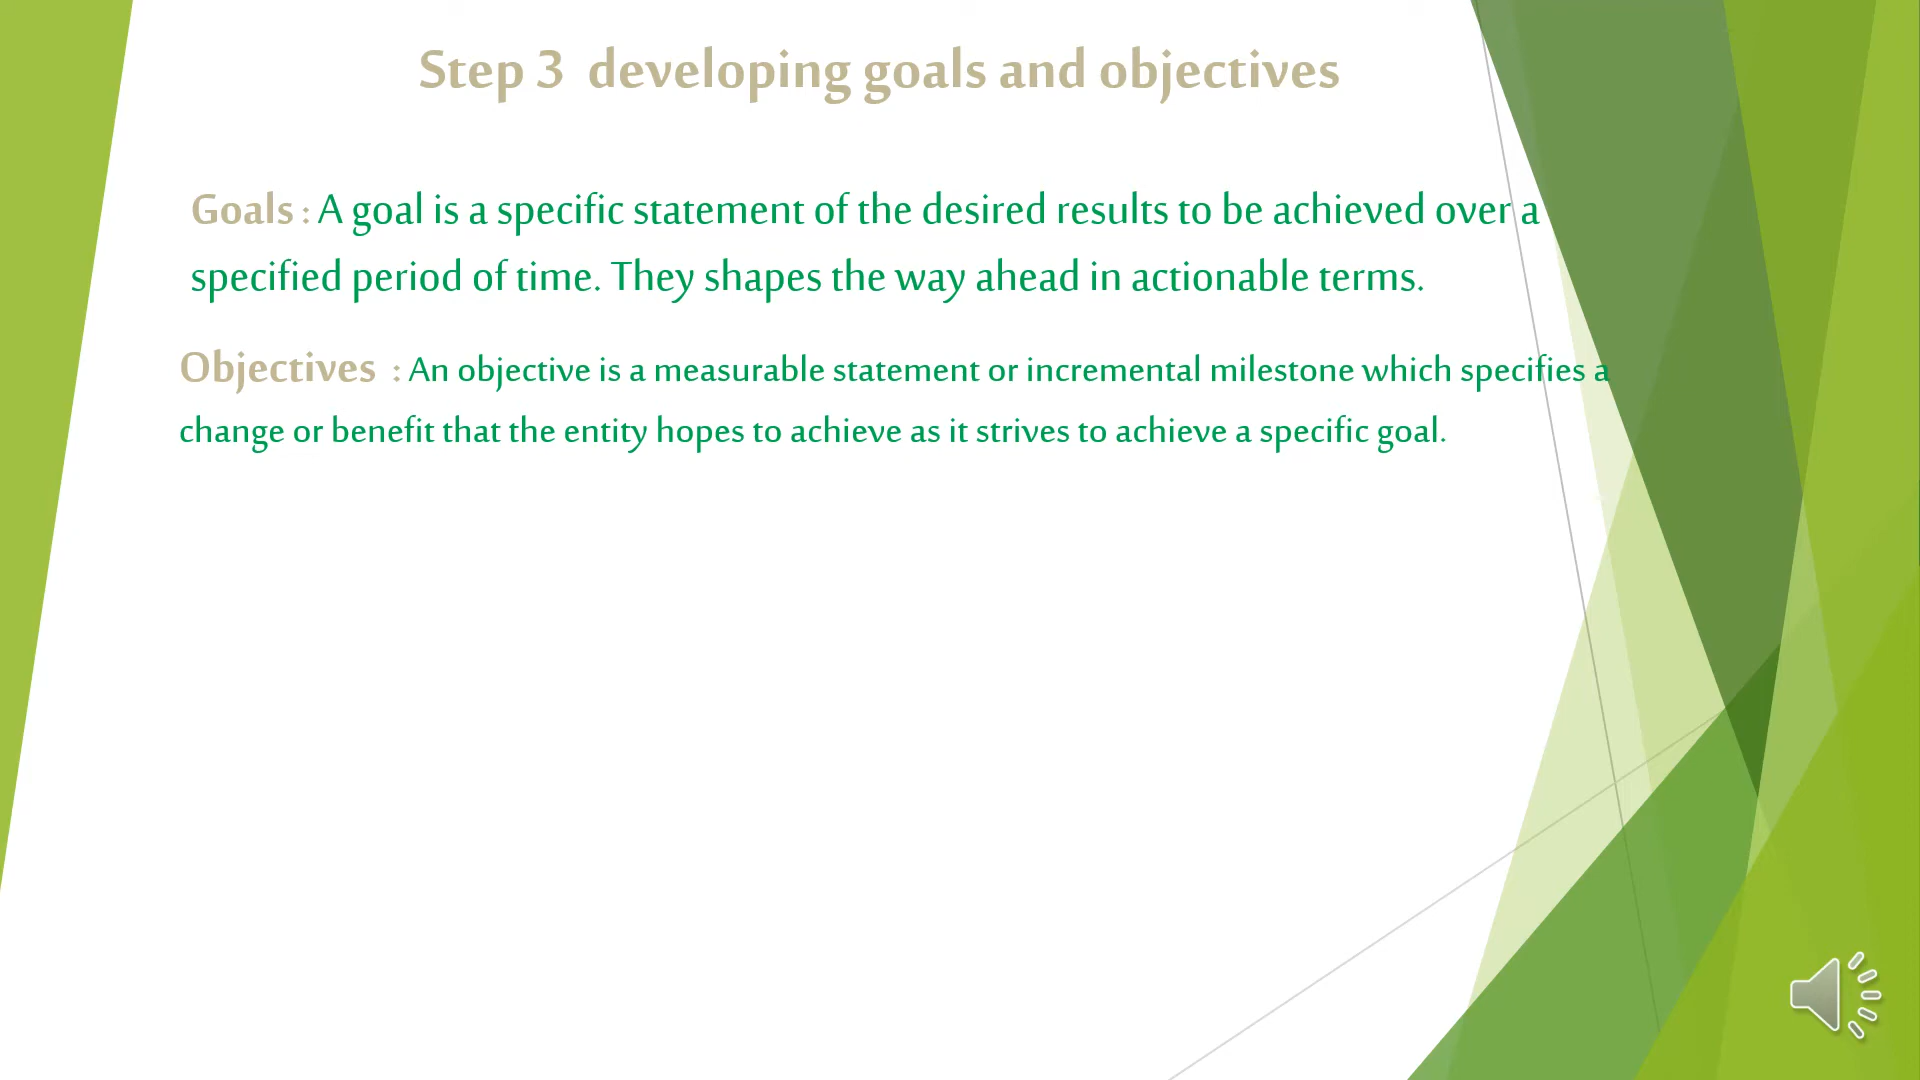 Step 3 developing goals and objectives
Goals : A goal is a specific statement of the desired results to be achieved over a
specified period of time. They shapes the way ahead in actionable terms.
Objectives : An objective is a measurable statement or incremental milestone which specifies a
change or benefit that the entity hopes to achieve as it strives to achieve a specific goal.